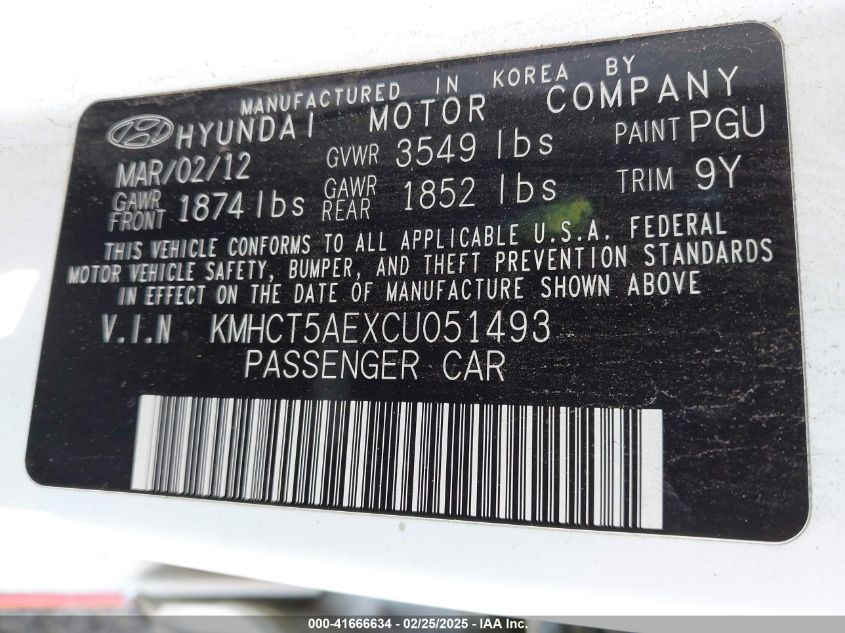 MANUFACTURED IN KOREA BY
HYUNDAI MOTOR COMPANY
MAR/02/12 GVWR 3549 lbs PAINT PGU
GAWR FRONT 1874 lbs GAWR REAR 1852 lbs TRIM 9Y
THIS VEHICLE CONFORMS TO ALL APPLICABLE U.S.A. FEDERAL
MOTOR VEHICLE SAFETY, BUMPER, AND THEFT PREVENTION STANDARDS
IN EFFECT ON THE DATE OF MANUFACTURE SHOWN ABOVE
V.I.N KMHCT5AEXCU051493
PASSENGER CAR
000-41666634 - 02/25/2025 - IAA, Inc.